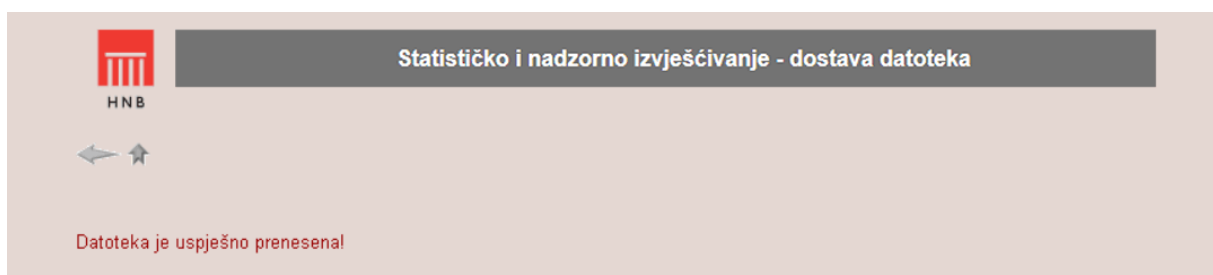 Statističko i nadzorno izvješćivanje - dostava datoteka
HNB
Datoteka je uspješno prenesena!